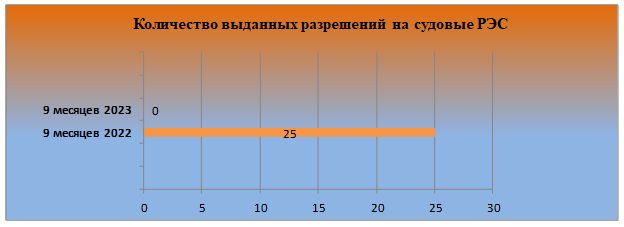 Количество выданных разрешений на судовые РЭС
9 месяцев 2023 0
9 месяцев 2022 25
0 5 10 15 20 25 30